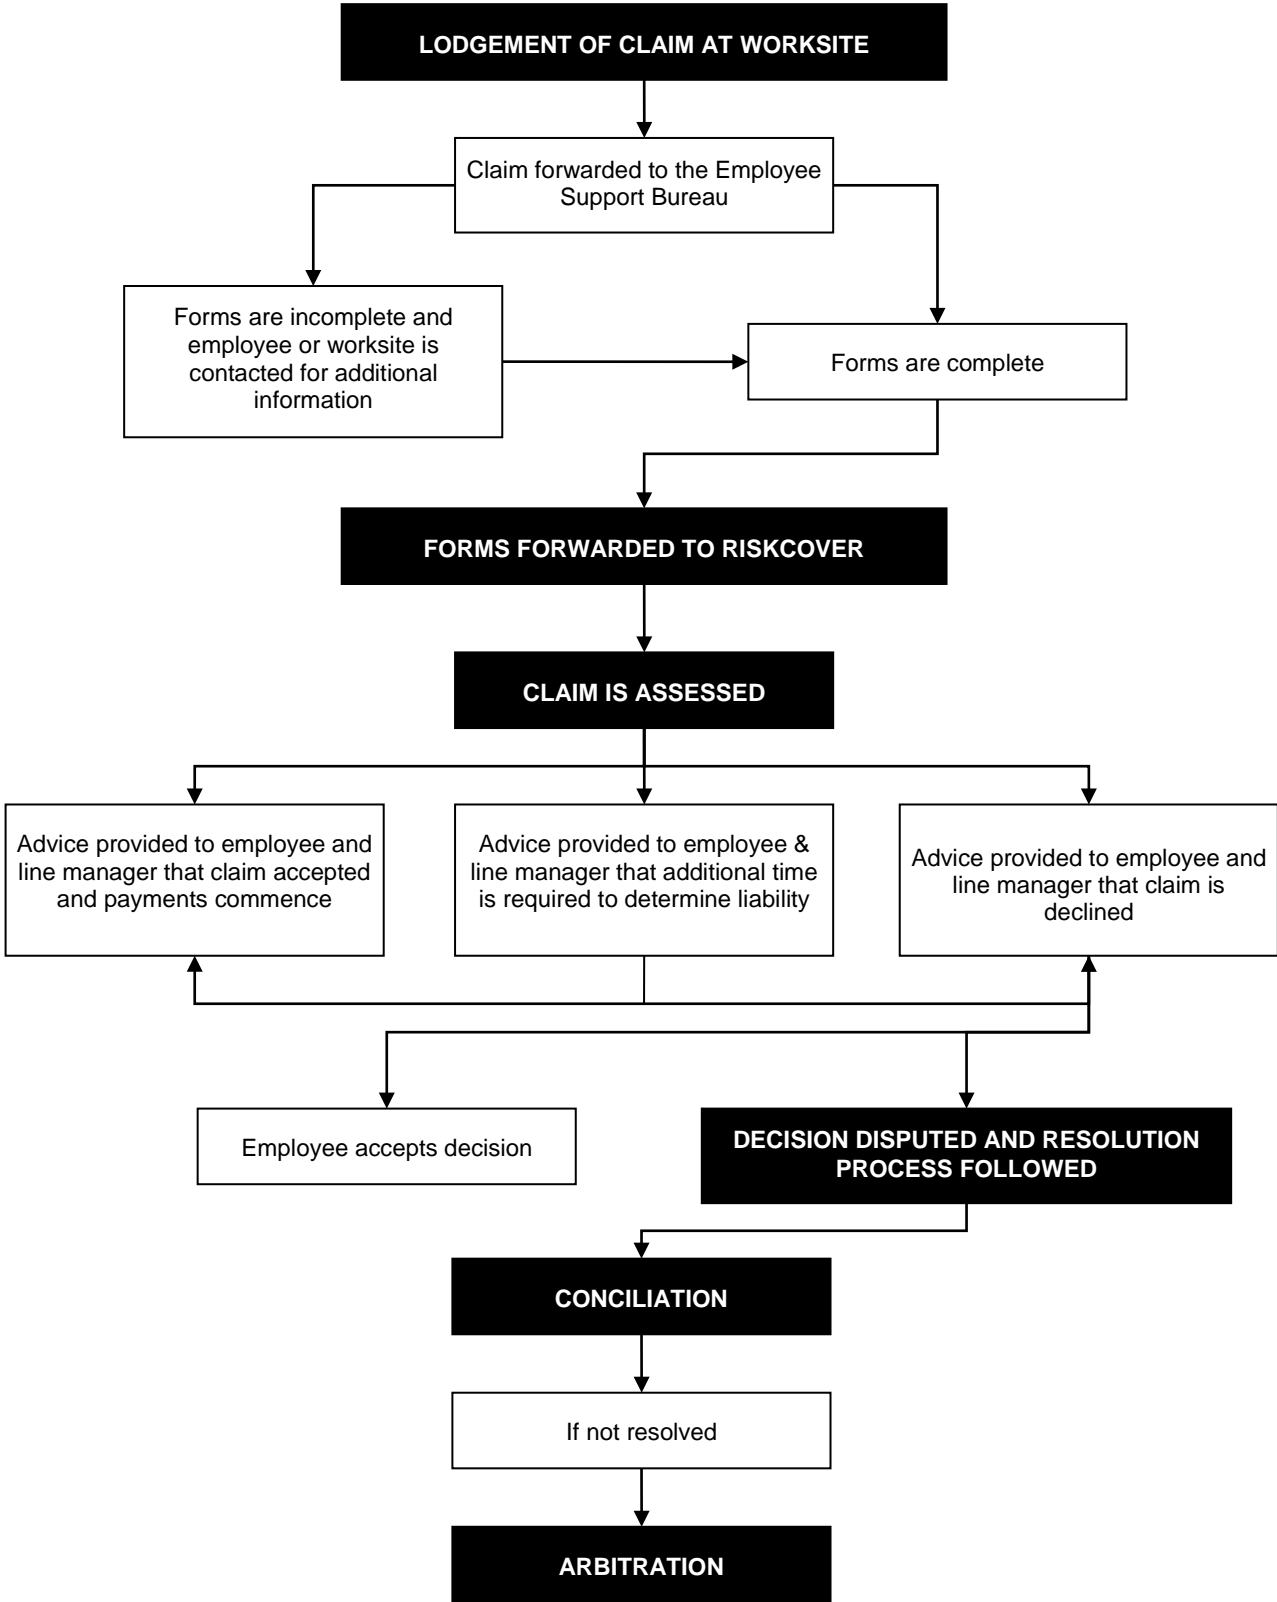 LODGEMENT OF CLAIM AT WORKSITE
Claim forwarded to the Employee
Support Bureau
Forms are incomplete and
employee or worksite is
contacted for additional
information
Forms are complete
FORMS FORWARDED TO RISKCOVER
CLAIM IS ASSESSED
Advice provided to employee and
line manager that claim accepted
and payments commence
Advice provided to employee &
line manager that additional time
is required to determine liability
Advice provided to employee and
line manager that claim is
declined
Employee accepts decision
DECISION DISPUTED AND RESOLUTION
PROCESS FOLLOWED
CONCILIATION
If not resolved
ARBITRATION